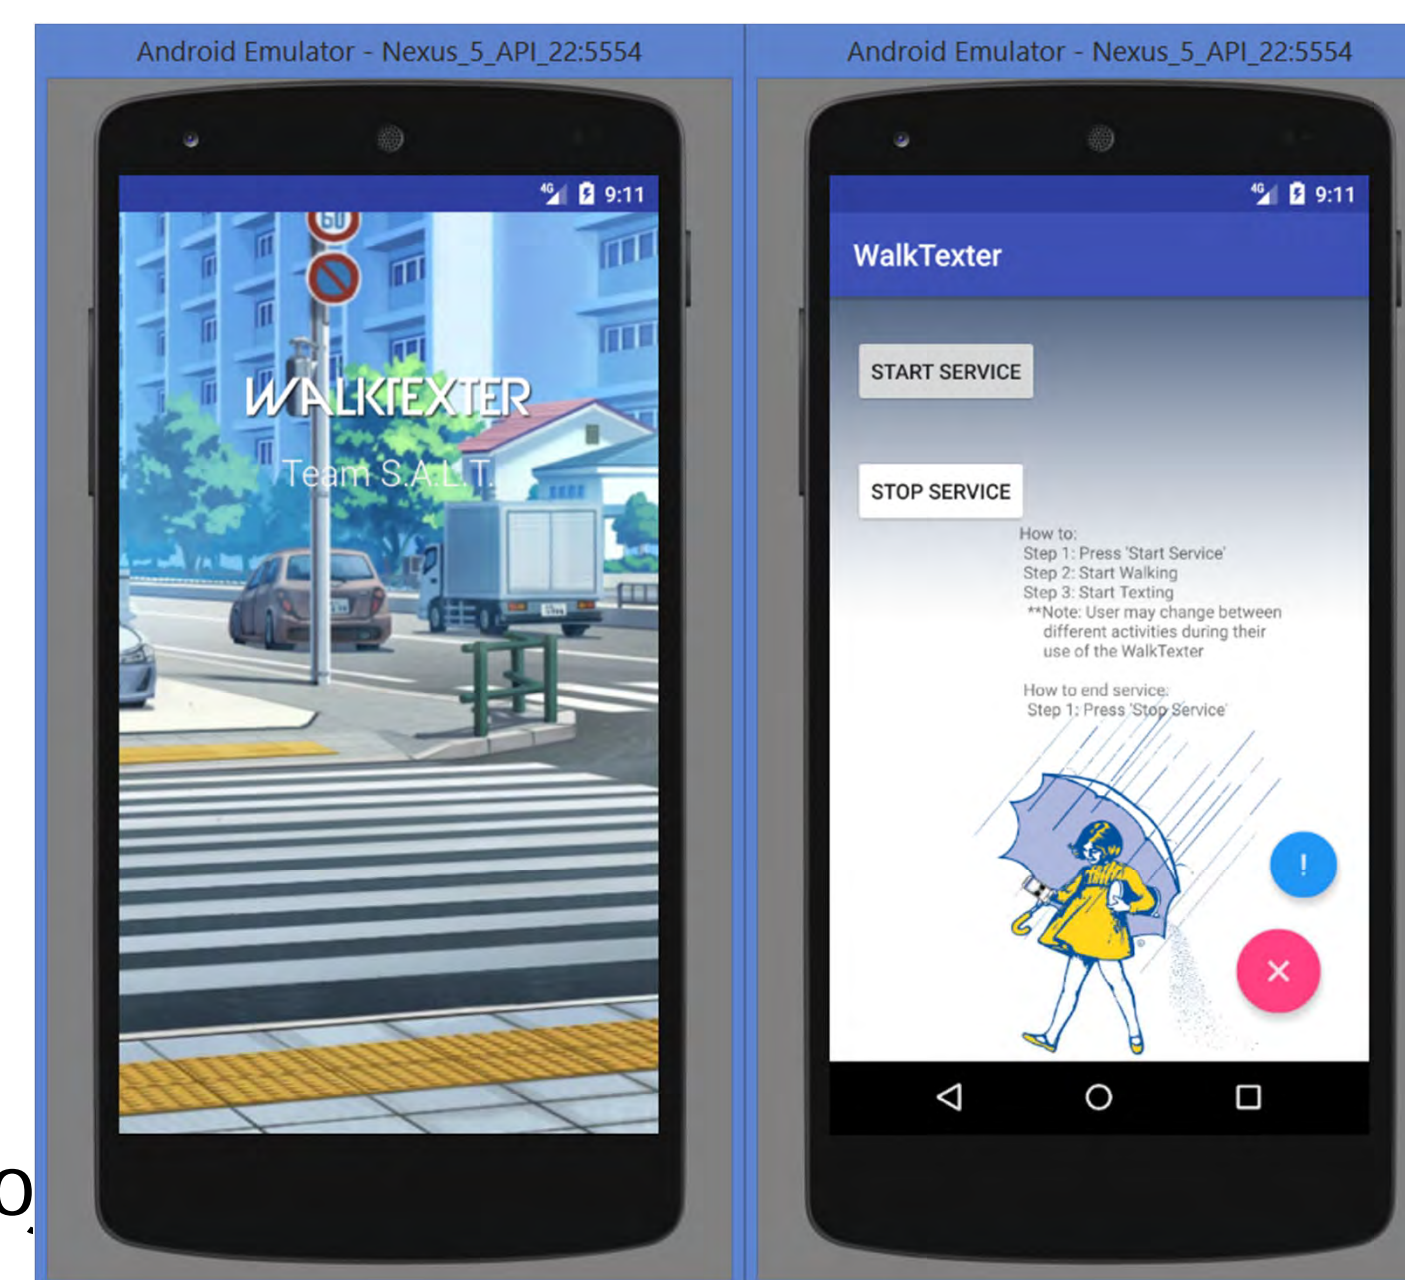 Android Emulator - Nexus_5_API_22:5554
4G 9:11
60
WALKTEXTER
Team S.A.L.T.
Android Emulator - Nexus_5_API_22:5554
4G 9:11
WalkTexter
START SERVICE
STOP SERVICE
How to:
Step 1: Press 'Start Service'
Step 2: Start Walking
Step 3: Start Texting
**Note: User may change between
different activities during their
use of the WalkTexter
How to end service:
Step 1: Press 'Stop Service'
!